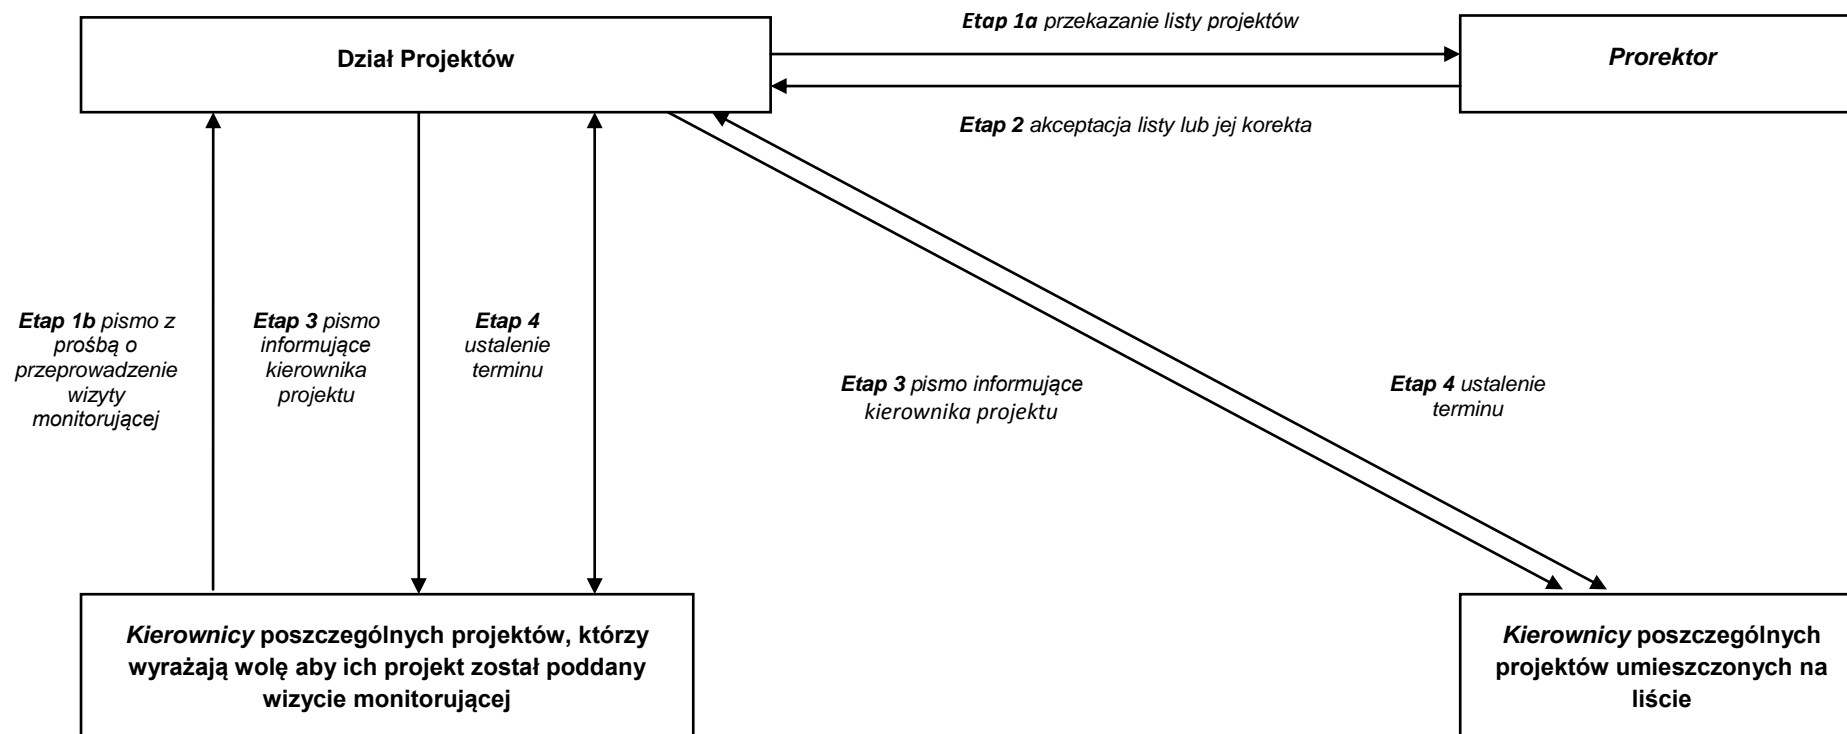 Etap 1a przekazanie listy projektów
Dział Projektów
Prorektor
Etap 2 akceptacja listy lub jej korekta
Etap 1b pismo z
prośbą o
przeprowadzenie
wizyty
monitorującej
Etap 3 pismo
informujące
kierownika
projektu
Etap 4
ustalenie
terminu
Etap 3 pismo informujące
kierownika projektu
Etap 4 ustalenie
terminu
Kierownicy poszczególnych projektów, którzy
wyrażają wolę aby ich projekt został poddany
wizycie monitorującej
Kierownicy poszczególnych
projektów umieszczonych na
liście